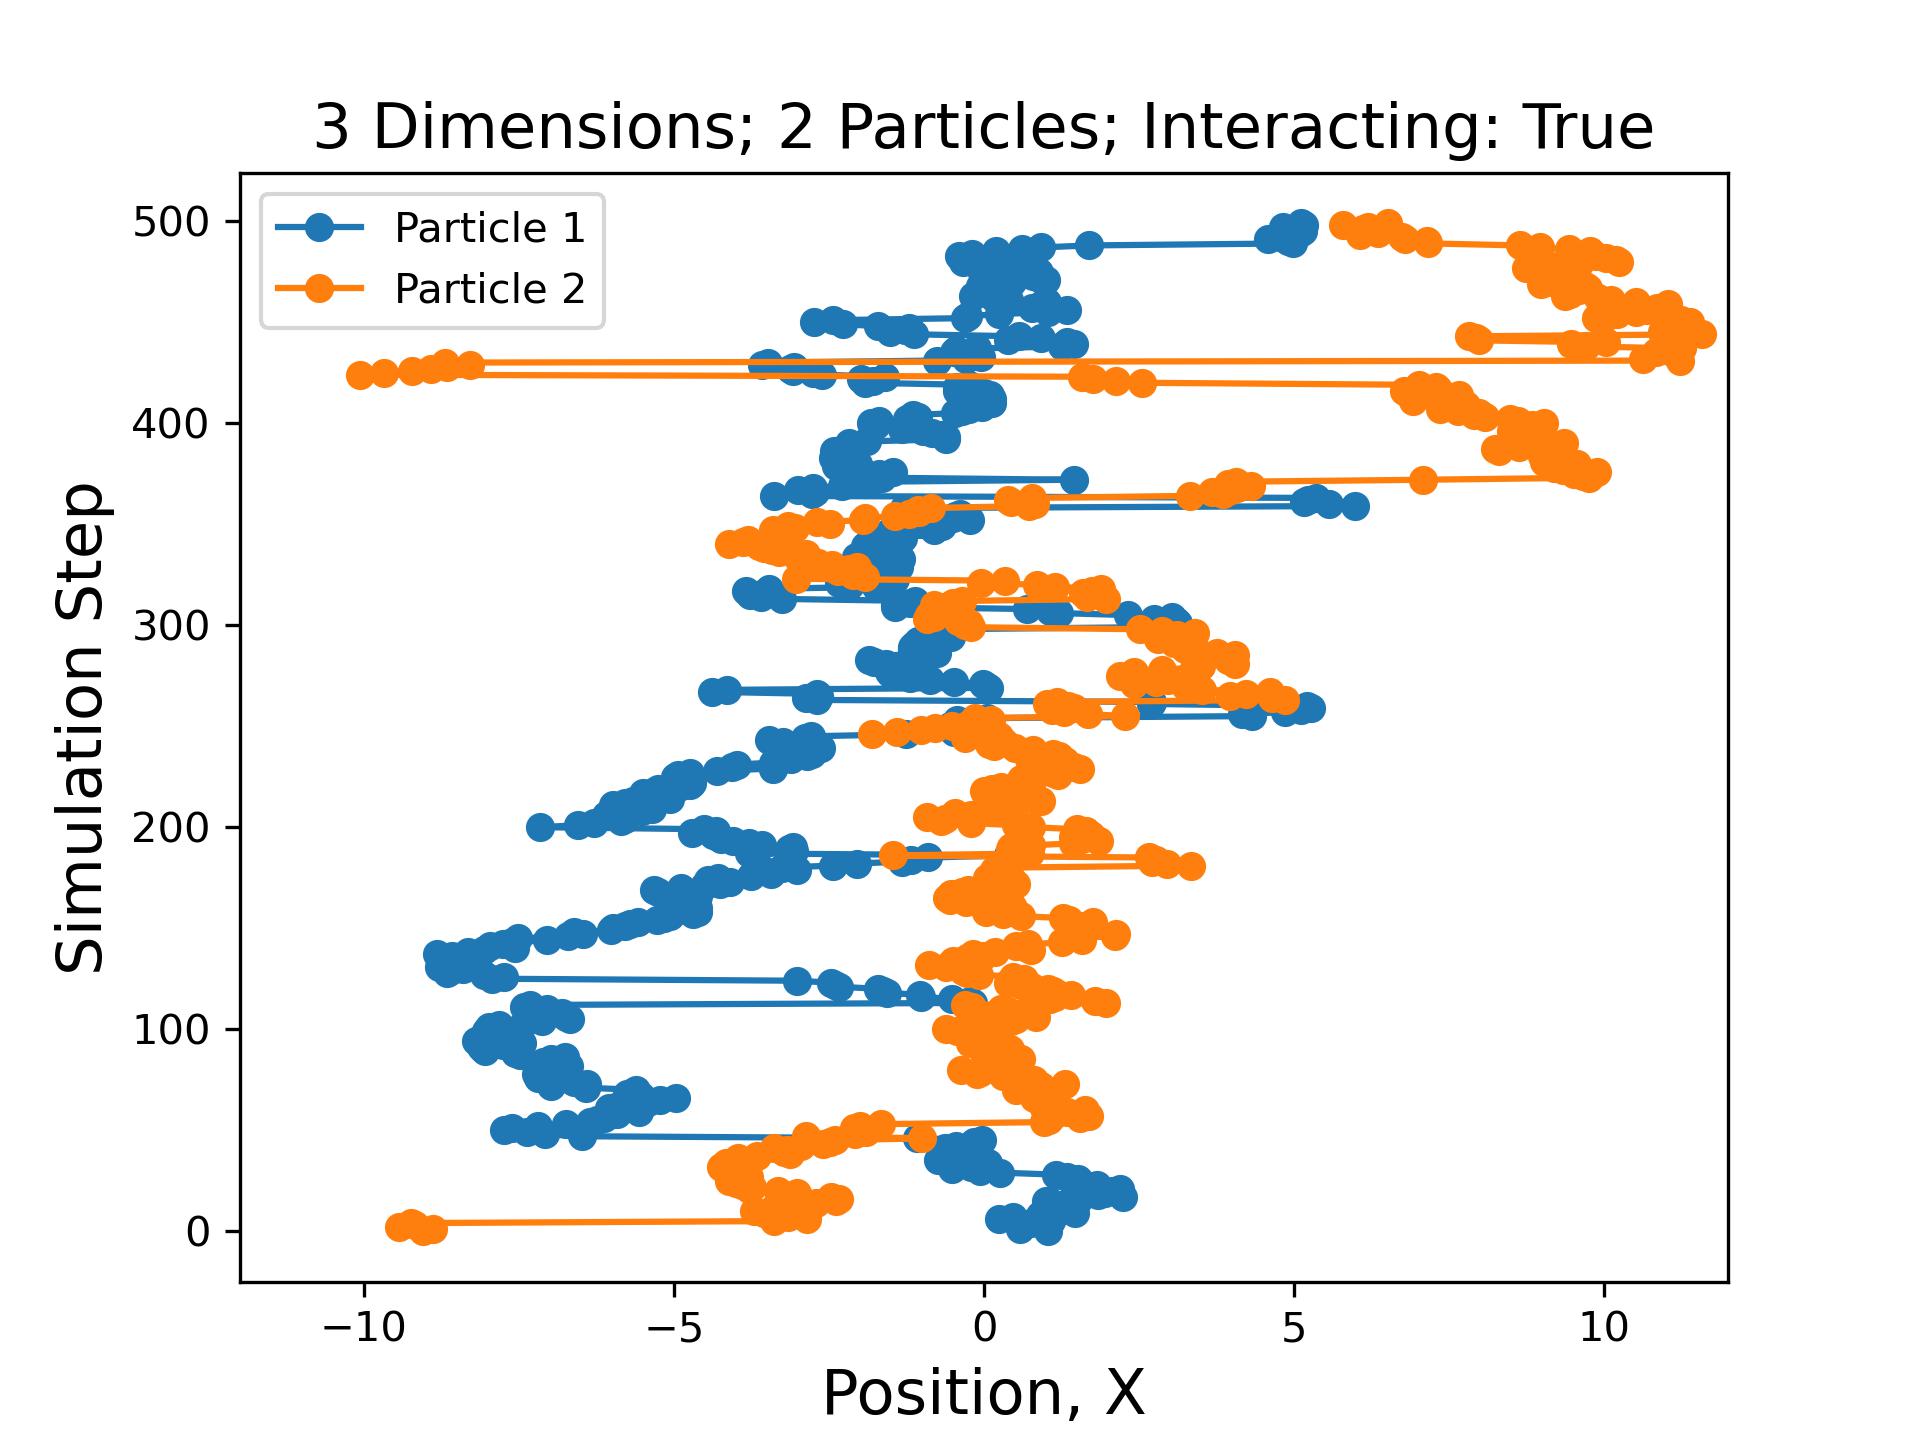 3 Dimensions; 2 Particles; Interacting: True
Particle 1
Particle 2
500
400
300
200
100
0
Simulation Step
−10
−5
0
5
10
Position, X